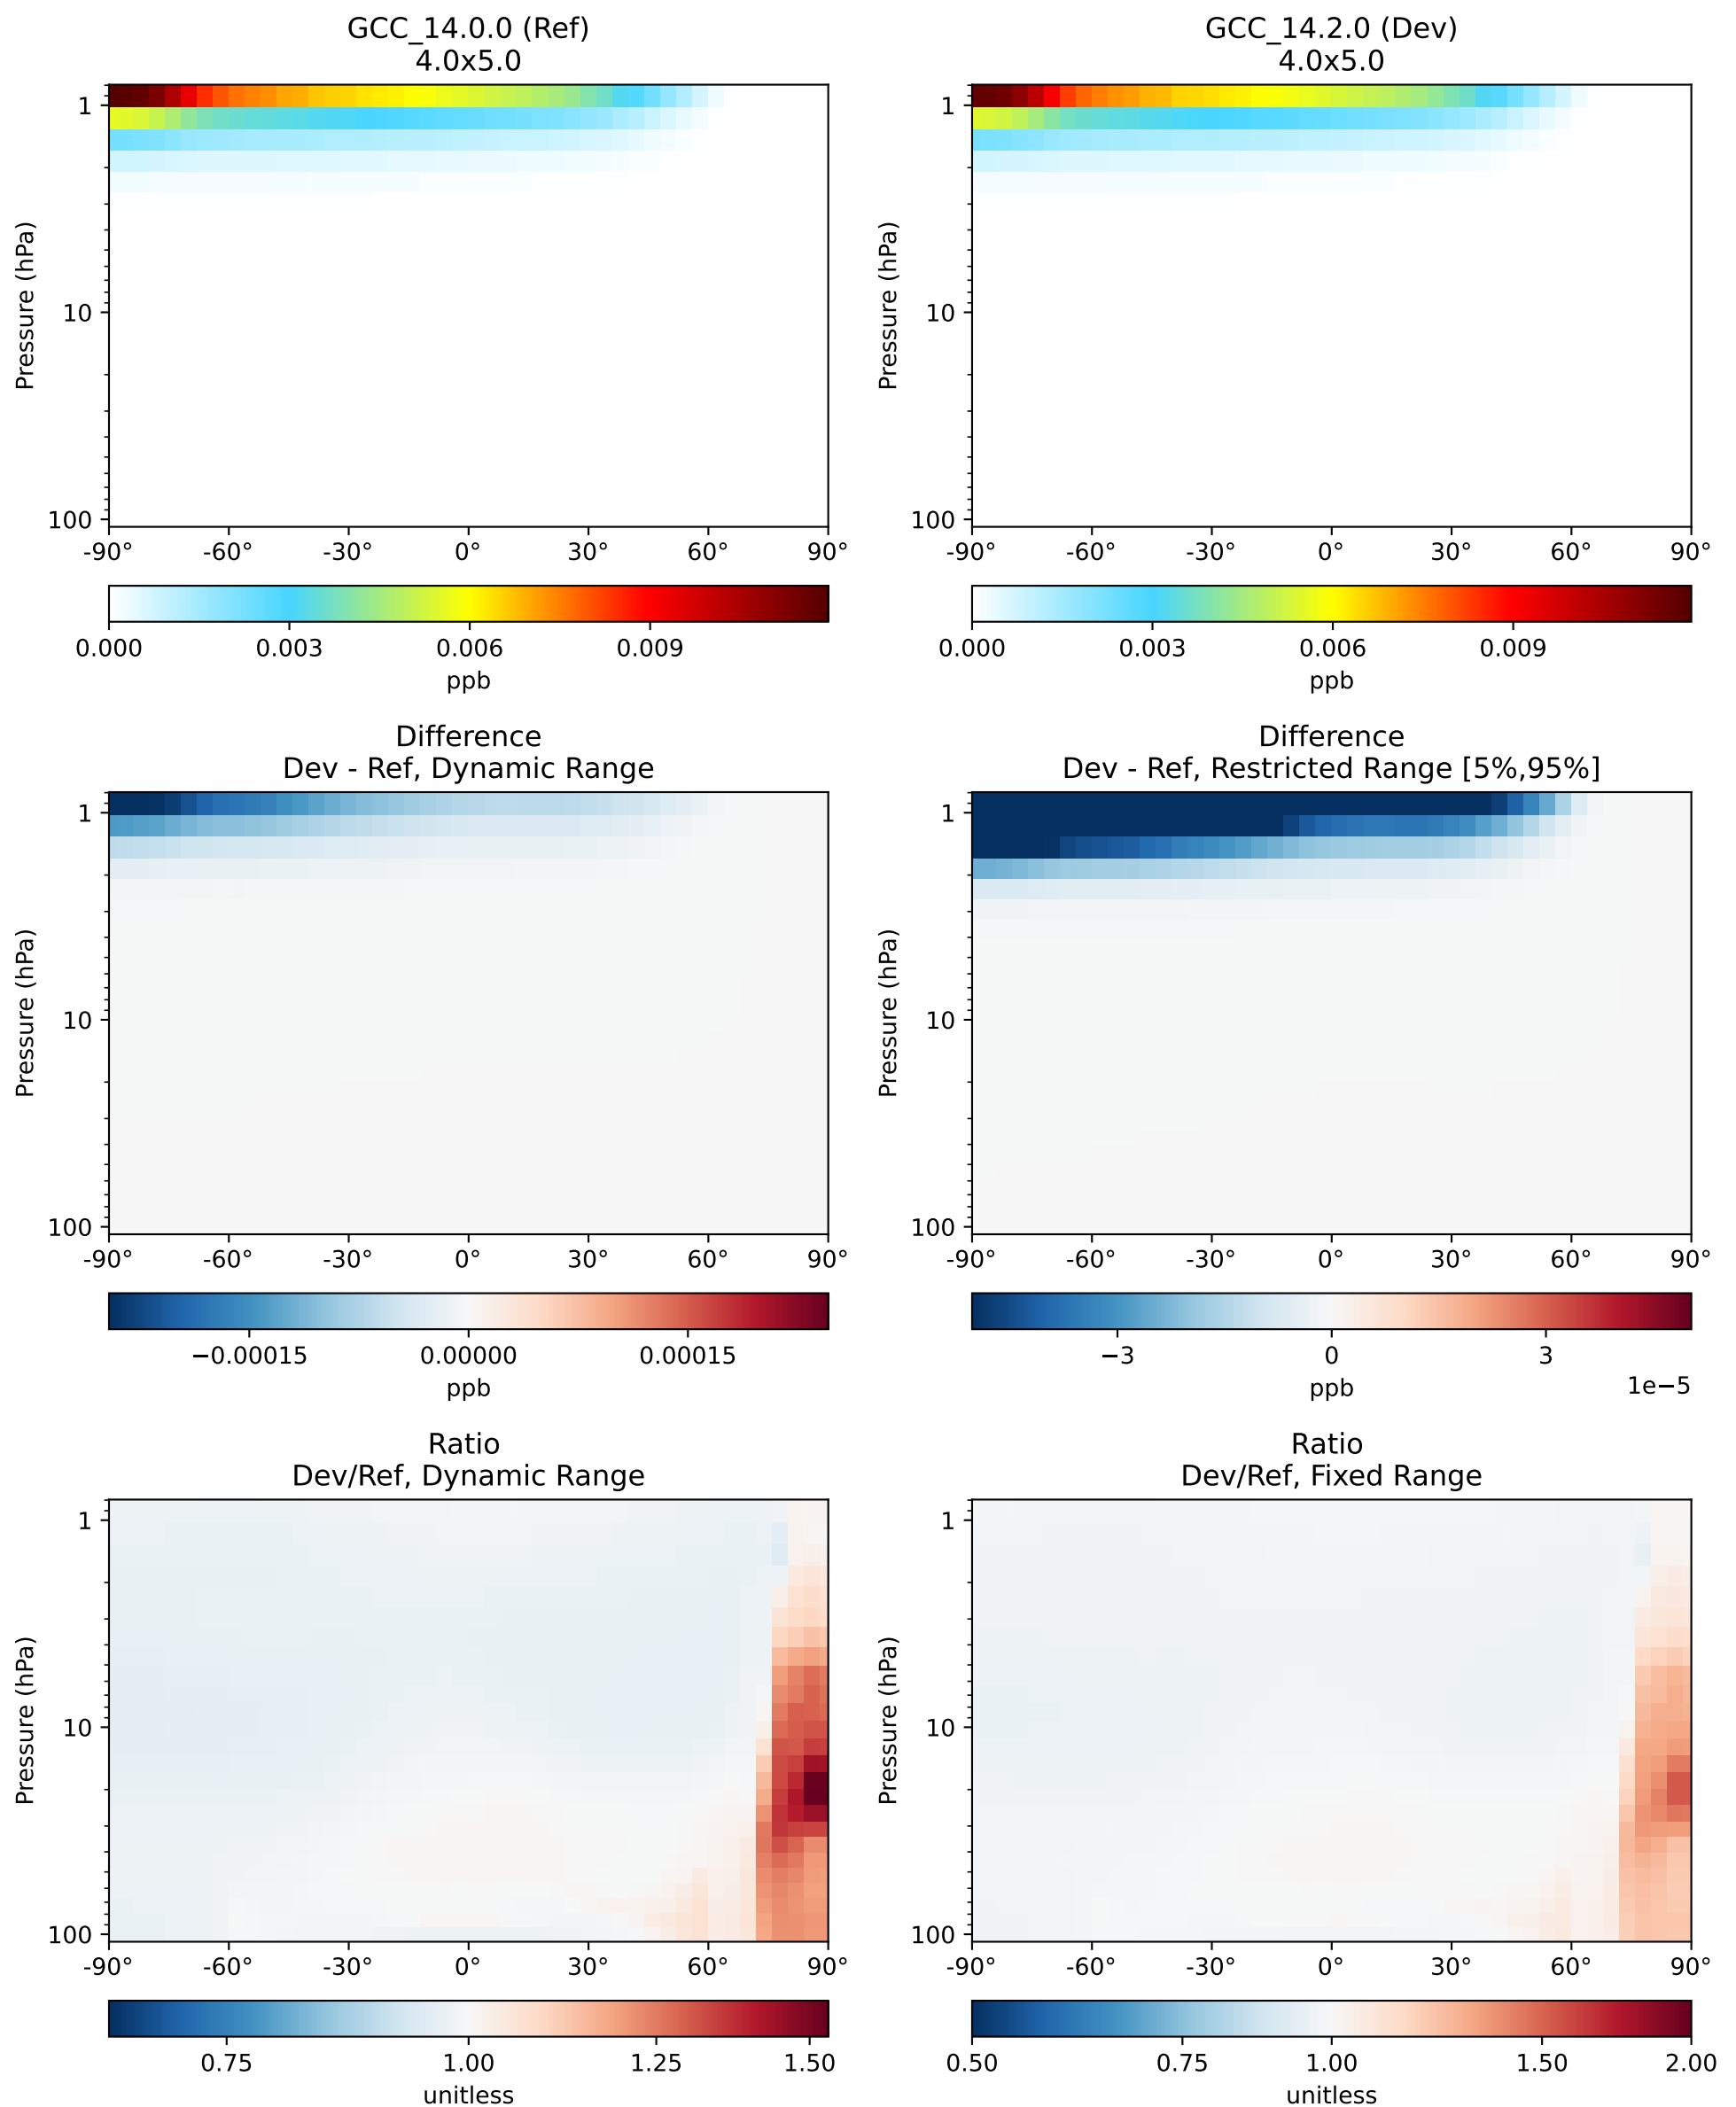 GCC_14.0.0 (Ref)
4.0x5.0
Pressure (hPa)
1
10
100
-90° -60° -30° 0° 30° 60° 90°
0.000 0.003 0.006 0.009
ppb
GCC_14.2.0 (Dev)
4.0x5.0
Pressure (hPa)
1
10
100
-90° -60° -30° 0° 30° 60° 90°
0.000 0.003 0.006 0.009
ppb
Difference
Dev - Ref, Dynamic Range
Pressure (hPa)
1
10
100
-90° -60° -30° 0° 30° 60° 90°
−0.00015 0.00000 0.00015
ppb
Difference
Dev - Ref, Restricted Range [5%,95%]
Pressure (hPa)
1
10
100
-90° -60° -30° 0° 30° 60° 90°
−3 0 3
1e−5
ppb
Ratio
Dev/Ref, Dynamic Range
Pressure (hPa)
1
10
100
-90° -60° -30° 0° 30° 60° 90°
0.75 1.00 1.25 1.50
unitless
Ratio
Dev/Ref, Fixed Range
Pressure (hPa)
1
10
100
-90° -60° -30° 0° 30° 60° 90°
0.50 0.75 1.00 1.50 2.00
unitless